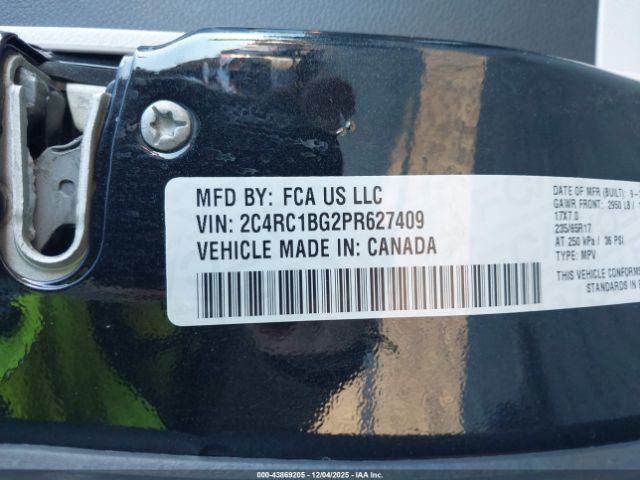 MFD BY: FCA US LLC
VIN: 2C4RC1BG2PR627409
VEHICLE MADE IN: CANADA
DATE OF MFR (BUILT): 9-
GAWR FRONT: 2950 LB /
17X7.0
235/65R17
AT 250 kPa / 36 PSI
TYPE: MPV
THIS VEHICLE CONFORMS
STANDARDS IN
000-43869205 - 12/04/2025 - IAA, Inc.